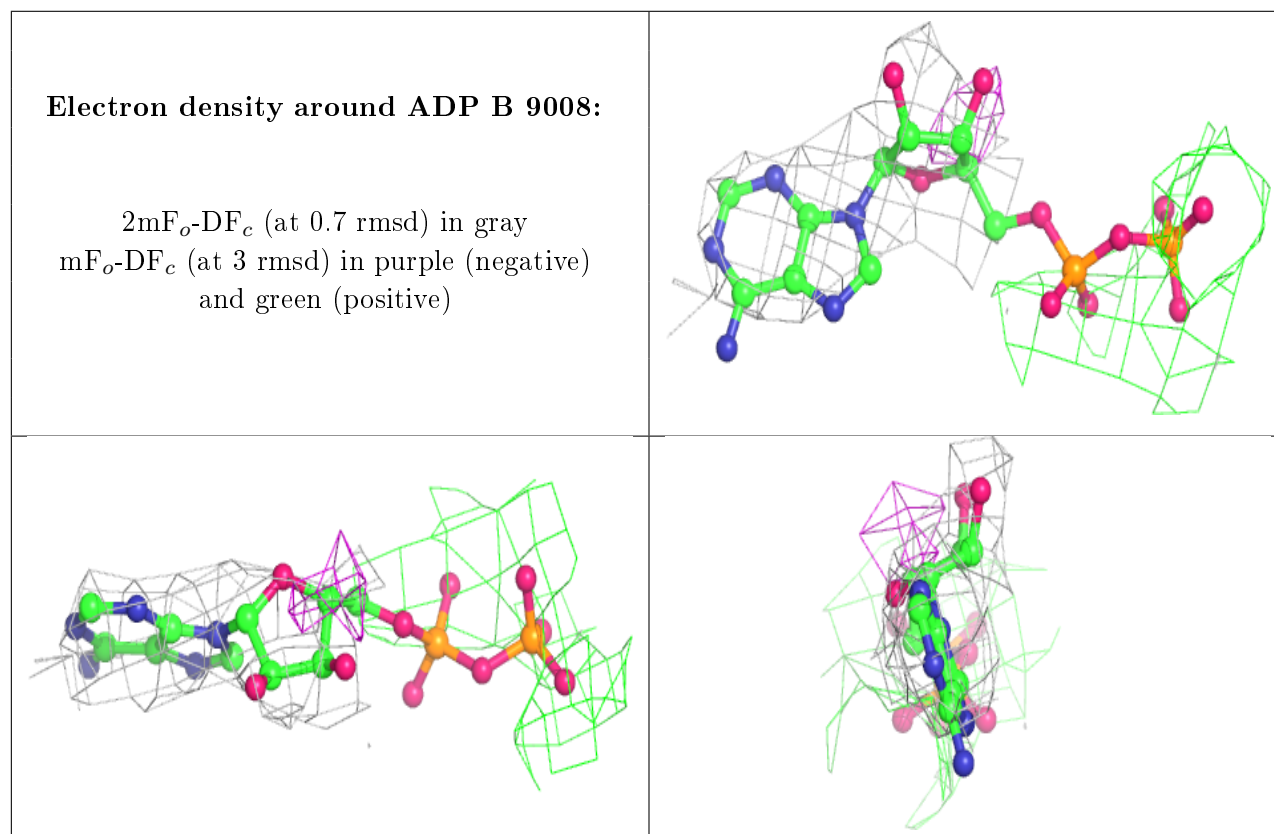 Electron density around ADP B 9008:
2mFo-DFc (at 0.7 rmsd) in gray
mFo-DFc (at 3 rmsd) in purple (negative)
and green (positive)